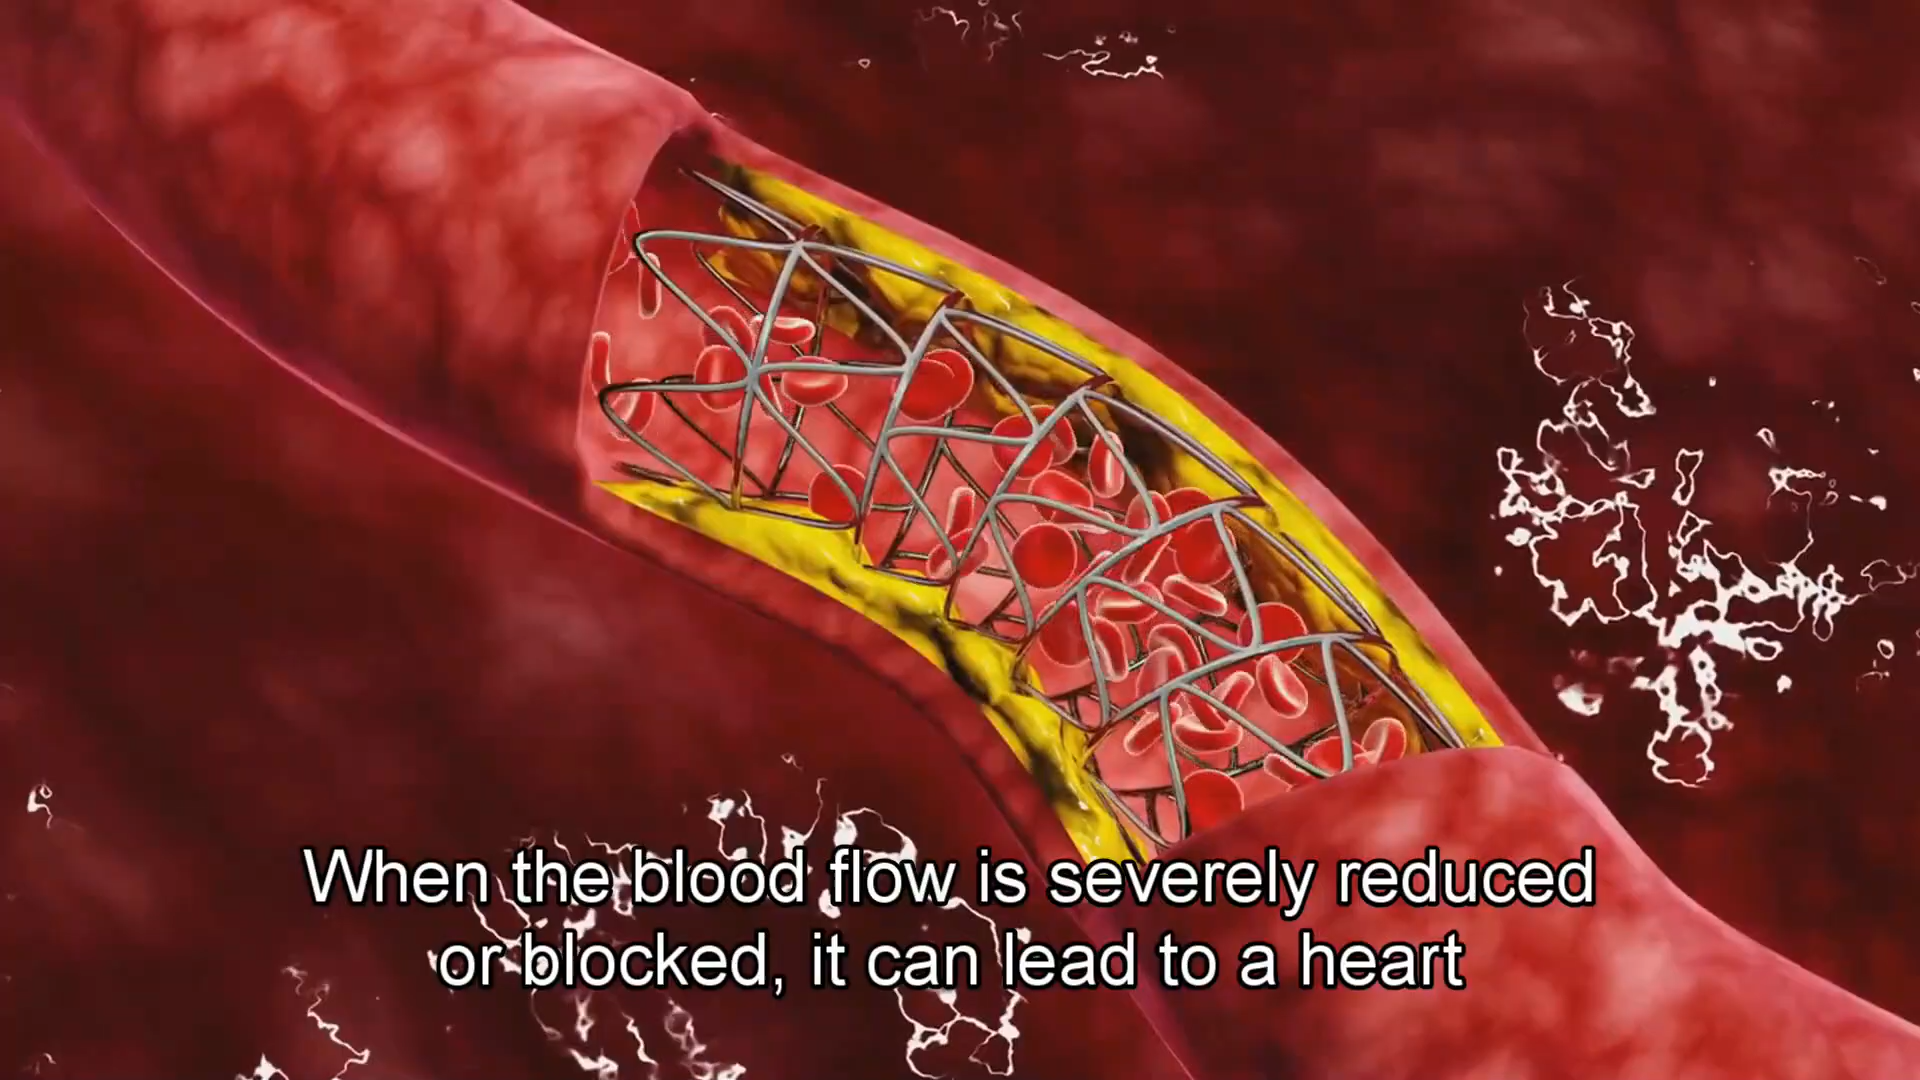 When the blood flow is severely reduced
or blocked, it can lead to a heart